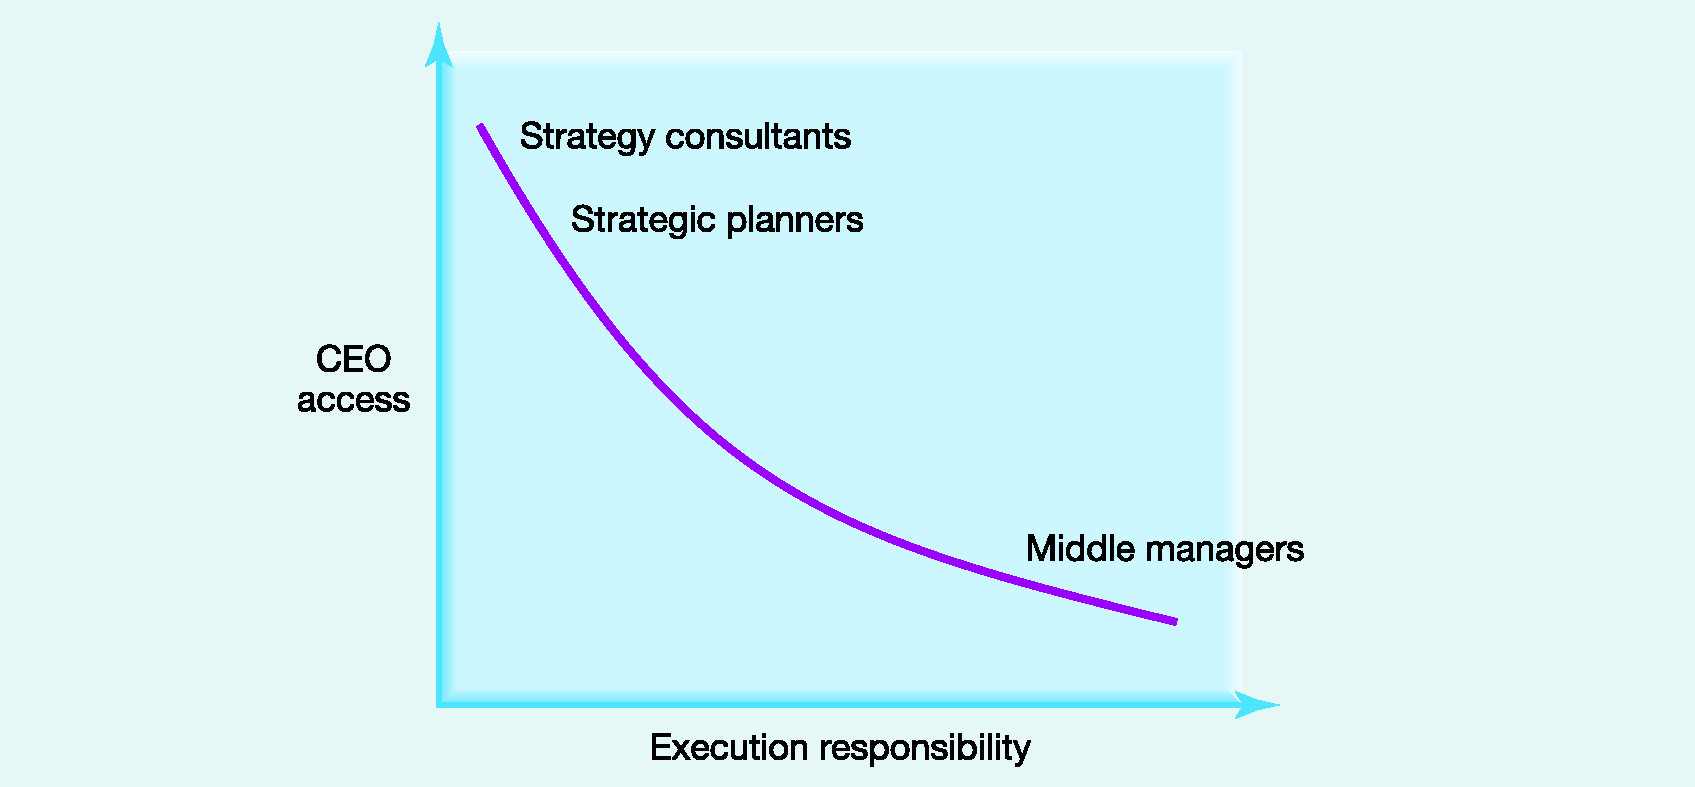 Strategy consultants
Strategic planners
CEO
access
Middle managers
Execution responsibility